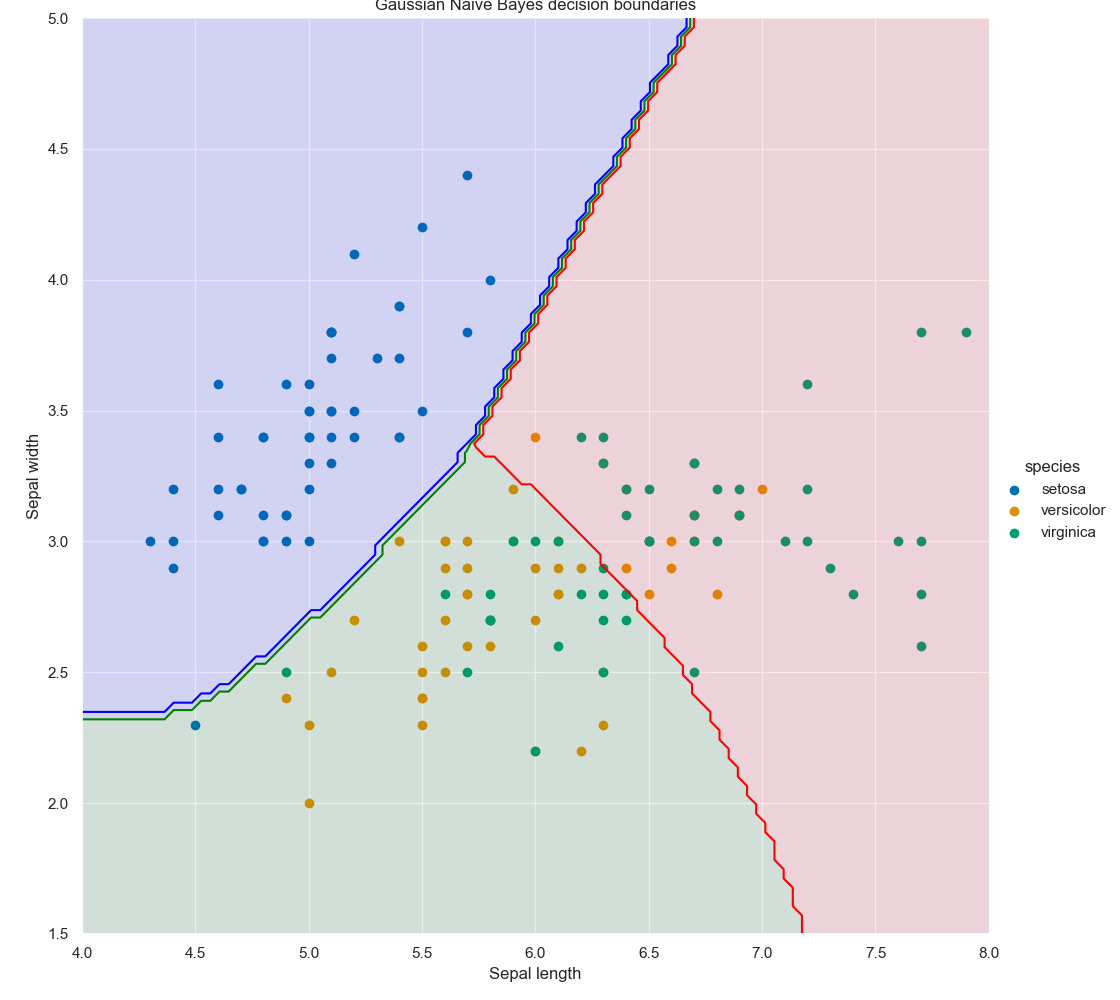 Gaussian Naive Bayes decision boundaries
5.0
4.5
4.0
3.5
3.0
2.5
2.0
1.5
Sepal width
4.0 4.5 5.0 5.5 6.0 6.5 7.0 7.5 8.0
Sepal length
species
setosa
versicolor
virginica